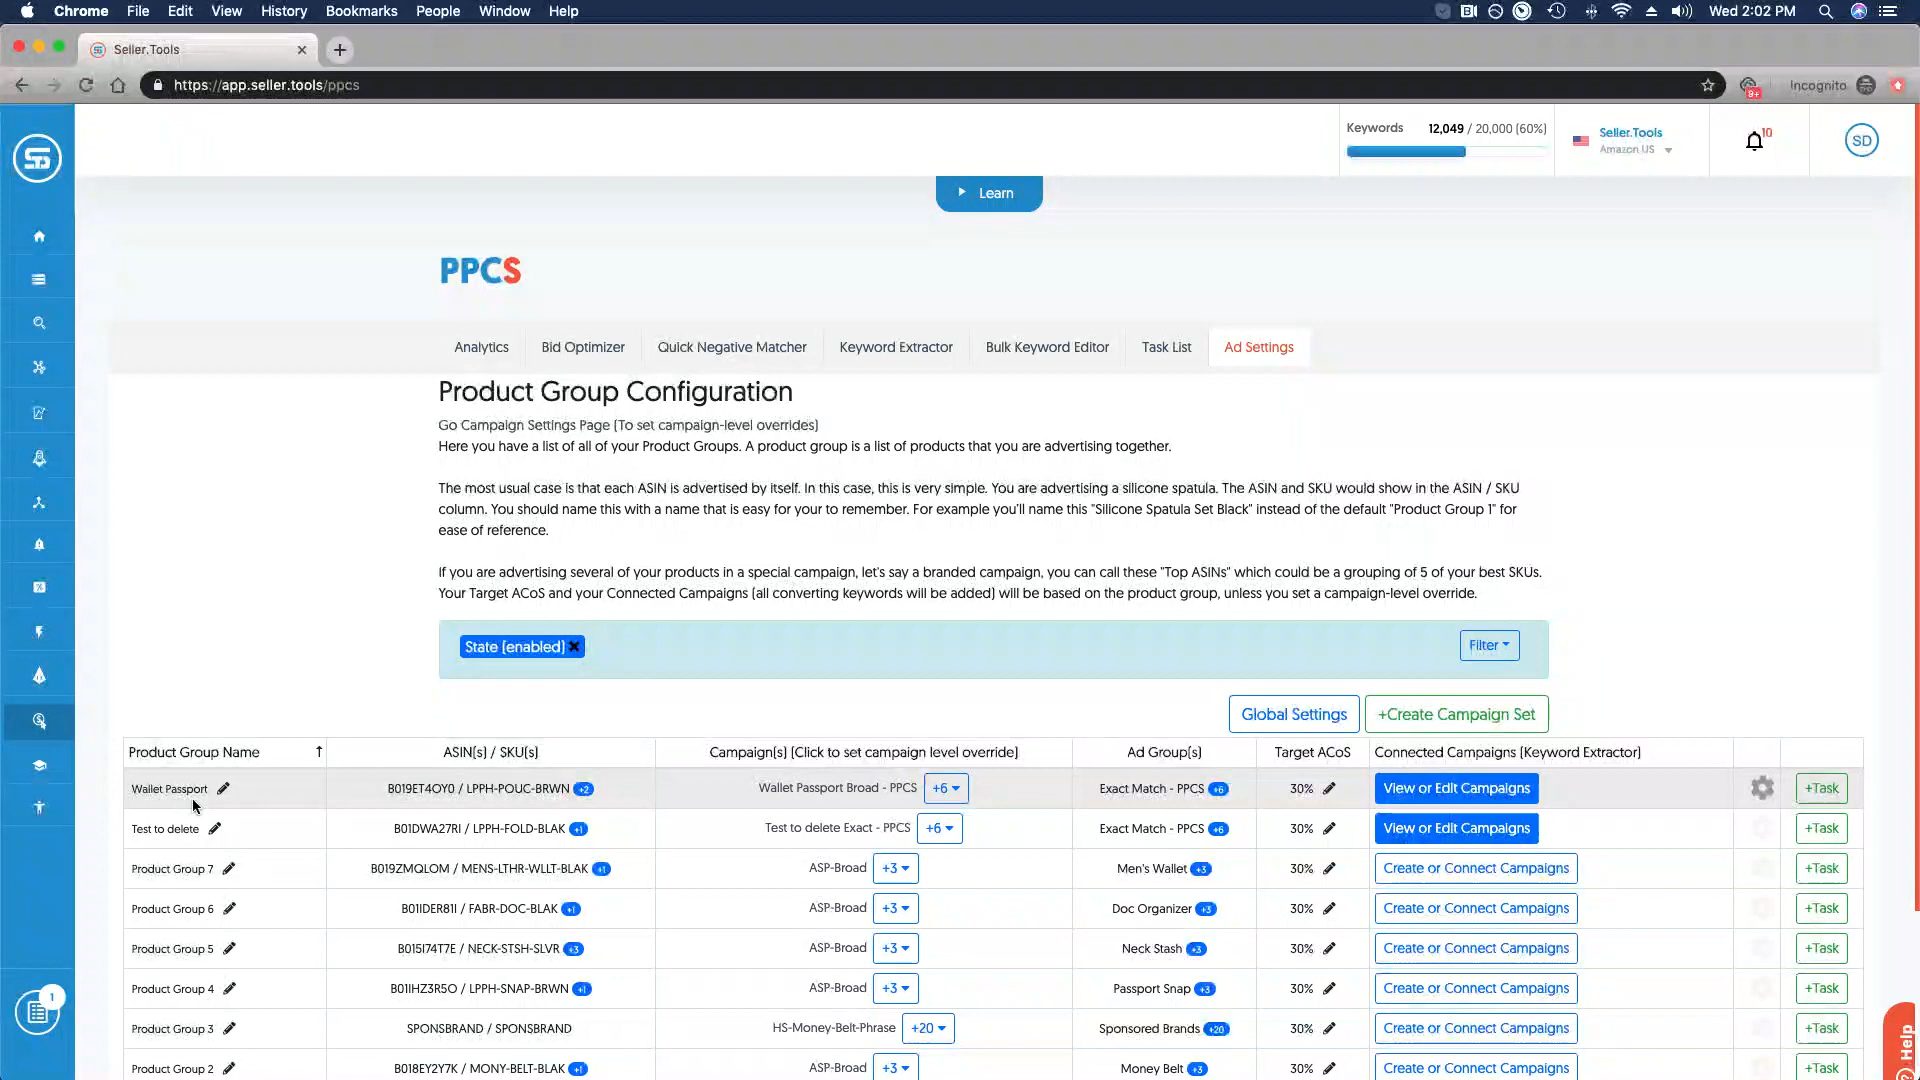 Chrome File Edit View History Bookmarks People Window Help Wed 2:02 PM
Seller.Tools
https://app.seller.tools/ppcs 9+ Incognito
Keywords 12,049 / 20,000 (60%)
Seller.Tools
Amazon US
10
SD
Learn
PPCS
Analytics Bid Optimizer Quick Negative Matcher Keyword Extractor Bulk Keyword Editor Task List Ad Settings
Product Group Configuration
Go Campaign Settings Page (To set campaign-level overrides)
Here you have a list of all of your Product Groups. A product group is a list of products that you are advertising together.
The most usual case is that each ASIN is advertised by itself. In this case, this is very simple. You are advertising a silicone spatula. The ASIN and SKU would show in the ASIN / SKU
column. You should name this with a name that is easy for your to remember. For example you'll name this "Silicone Spatula Set Black" instead of the default "Product Group 1" for
ease of reference.
If you are advertising several of your products in a special campaign, let's say a branded campaign, you can call these "Top ASINs" which could be a grouping of 5 of your best SKUs.
Your Target ACoS and your Connected Campaigns (all converting keywords will be added) will be based on the product group, unless you set a campaign-level override.
State (enabled) Filter
Global Settings +Create Campaign Set
Product Group Name ASIN(s) / SKU(s) Campaign(s) (Click to set campaign level override) Ad Group(s) Target ACoS Connected Campaigns (Keyword Extractor)
Wallet Passport B019ET4OY0 / LPPH-POUC-BRWN +2 Wallet Passport Broad - PPCS +6 Exact Match - PPCS +6 30% View or Edit Campaigns +Task
Test to delete B01DWA27RI / LPPH-FOLD-BLAK +1 Test to delete Exact - PPCS +6 Exact Match - PPCS +6 30% View or Edit Campaigns +Task
Product Group 7 B019ZMQLOM / MENS-LTHR-WLLT-BLAK +1 ASP-Broad +3 Men's Wallet +3 30% Create or Connect Campaigns +Task
Product Group 6 B01IDER81I / FABR-DOC-BLAK +1 ASP-Broad +3 Doc Organizer +3 30% Create or Connect Campaigns +Task
Product Group 5 B015I74T7E / NECK-STSH-SLVR +3 ASP-Broad +3 Neck Stash +3 30% Create or Connect Campaigns +Task
Product Group 4 B01IHZ3R5O / LPPH-SNAP-BRWN +1 ASP-Broad +3 Passport Snap +3 30% Create or Connect Campaigns +Task
Product Group 3 SPONSBRAND / SPONSBRAND HS-Money-Belt-Phrase +20 Sponsored Brands +20 30% Create or Connect Campaigns +Task
Product Group 2 B018EY2Y7K / MONY-BELT-BLAK +1 ASP-Broad +3 Money Belt +3 30% Create or Connect Campaigns +Task
1
Help